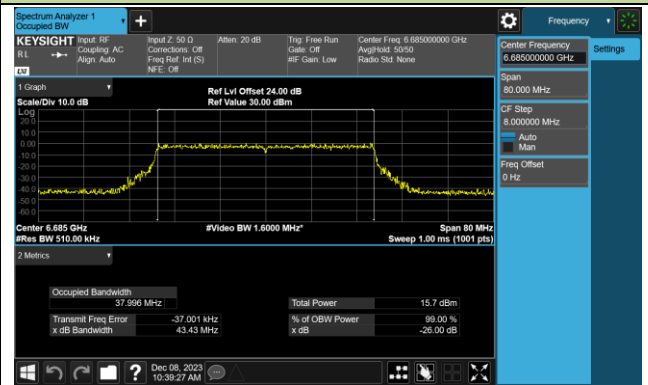 Spectrum Analyzer 1
Occupied BW
Frequency
KEYSIGHT
RL
Input: RF
Coupling: AC
Align: Auto
Input Z: 50 Ω
Corrections: Off
Freq Ref: Int (S)
NFE: Off
Atten: 20 dB
Trig: Free Run
Gate: Off
#IF Gain: Low
Center Freq: 6.685000000 GHz
Avg|Hold: 50/50
Radio Std: None
LXI
Center Frequency
6.685000000 GHz
Settings
Span
80.000 MHz
CF Step
8.000000 MHz
Auto
Man
Freq Offset
0 Hz
1 Graph
Scale/Div 10.0 dB
Ref Lvl Offset 24.00 dB
Ref Value 30.00 dBm
Log
20.0
10.0
0.00
-10.0
-20.0
-30.0
-40.0
-50.0
-60.0
Center 6.685 GHz
#Res BW 510.00 kHz
#Video BW 1.6000 MHz*
Span 80 MHz
Sweep 1.00 ms (1001 pts)
2 Metrics
Occupied Bandwidth
37.996 MHz
Total Power 15.7 dBm
Transmit Freq Error -37.001 kHz
% of OBW Power 99.00 %
x dB Bandwidth 43.43 MHz
x dB -26.00 dB
Dec 08, 2023
10:39:27 AM